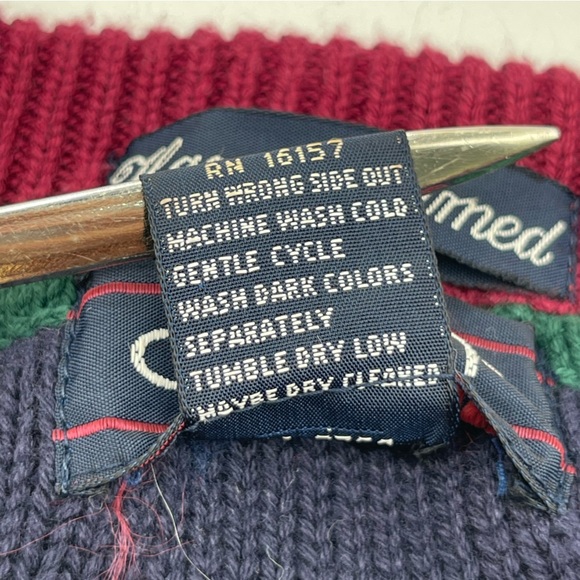 RN 16157
TURN WRONG SIDE OUT
MACHINE WASH COLD
GENTLE CYCLE
WASH DARK COLORS
SEPARATELY
TUMBLE DRY LOW
MAYBE DRY CLEANED